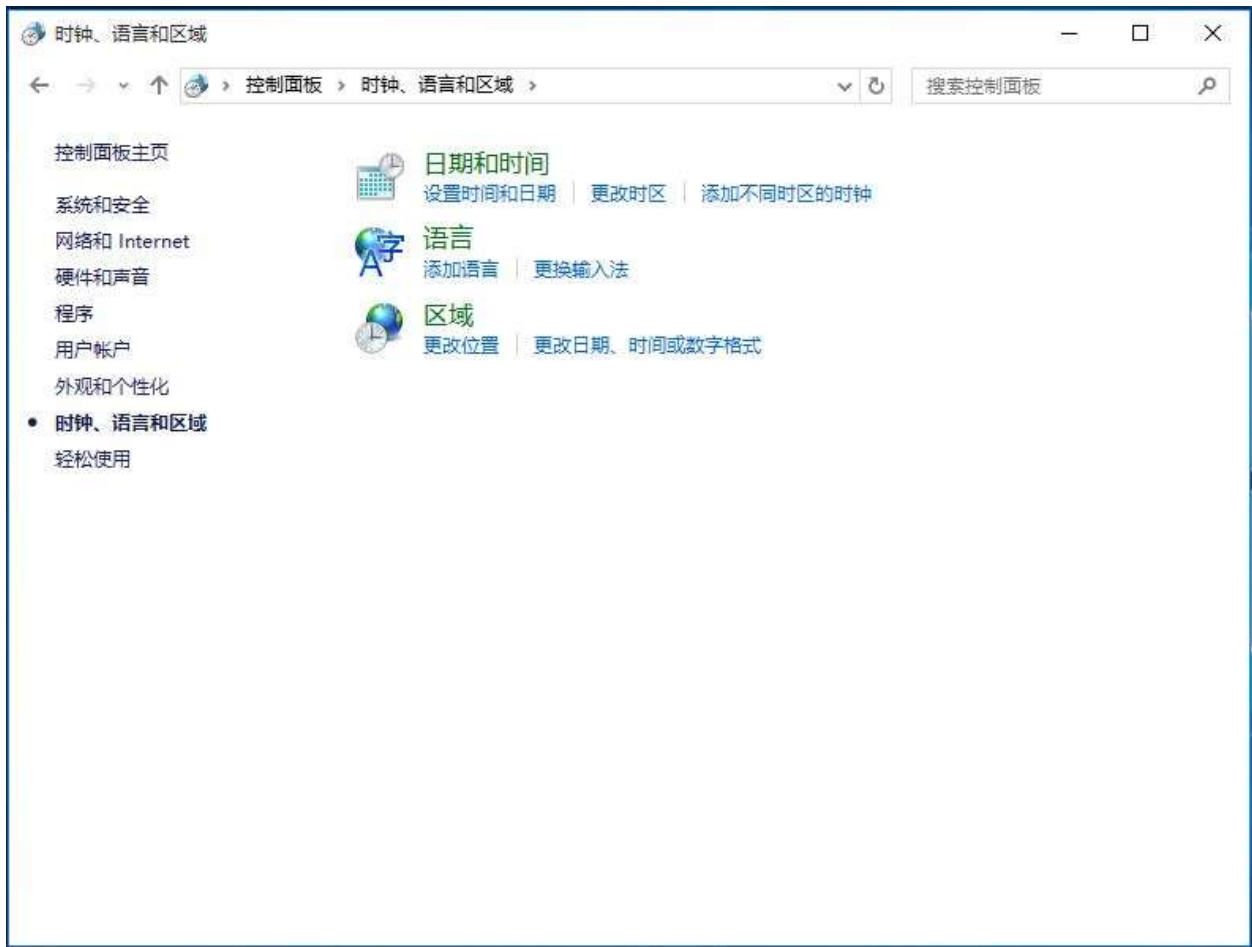 时钟、语言和区域
控制面板 › 时钟、语言和区域 ›
搜索控制面板
控制面板主页
系统和安全
网络和 Internet
硬件和声音
程序
用户帐户
外观和个性化
时钟、语言和区域
轻松使用
日期和时间
设置时间和日期 更改时区 添加不同时区的时钟
语言
添加语言 更换输入法
区域
更改位置 更改日期、时间或数字格式